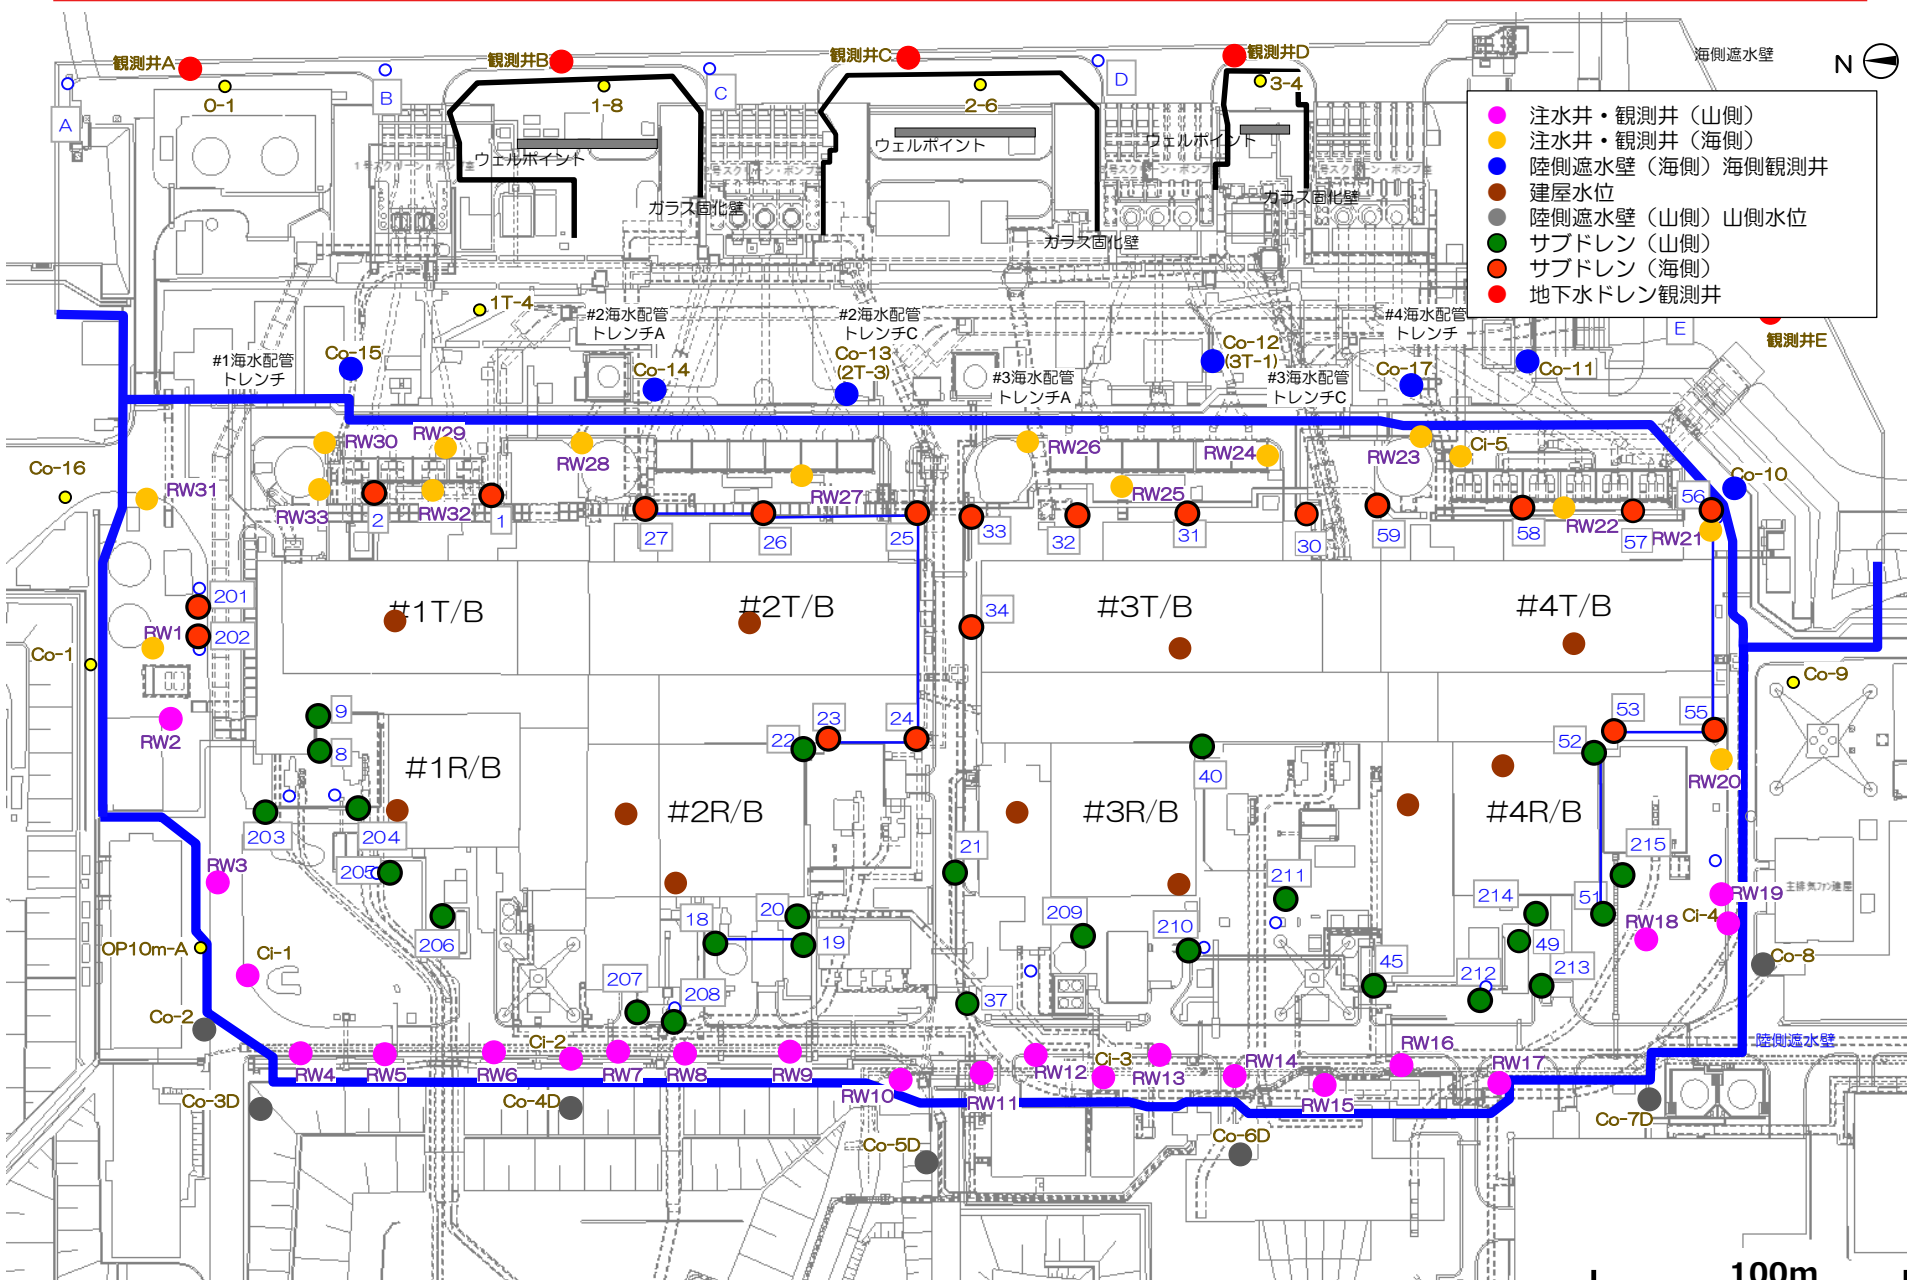 海側遮水壁
N
観測井A
観測井B
観測井C
観測井D
0-1
1-8
2-6
3-4
A
B
C
D
注水井・観測井（山側）
注水井・観測井（海側）
陸側遮水壁（海側）海側観測井
建屋水位
陸側遮水壁（山側）山側水位
サブドレン（山側）
サブドレン（海側）
地下水ドレン観測井
ウェルポイント
ウェルポイント
ウェルポイント
ガラス固化壁
ガラス固化壁
ガラス固化壁
1T-4
#2海水配管
トレンチA
#2海水配管
トレンチC
#4海水配管
トレンチ
E
観測井E
#1海水配管
トレンチ
Co-15
Co-14
Co-13
(2T-3)
#3海水配管
トレンチA
Co-12
(3T-1)
#3海水配管
トレンチC
Co-17
Co-11
RW30
RW29
RW28
RW26
RW24
RW23
Ci-5
Co-16
RW31
RW33
RW32
RW27
RW25
RW22
RW21
Co-10
2
1
27
26
25
33
32
31
30
59
58
57
56
201
202
RW1
Co-1
#1T/B
#2T/B
34
#3T/B
#4T/B
Co-9
RW2
9
8
22
23
24
40
52
53
55
RW20
#1R/B
#2R/B
#3R/B
#4R/B
主排気ファン建屋
203
204
205
206
RW3
21
211
215
214
51
RW19
Ci-4
RW18
OP10m-A
Ci-1
18
20
19
209
210
49
45
212
213
Co-8
207
208
37
Co-2
陸側遮水壁
RW4
RW5
RW6
Ci-2
RW7
RW8
RW9
RW10
RW11
RW12
Ci-3
RW13
RW14
RW15
RW16
RW17
Co-3D
Co-4D
Co-5D
Co-6D
Co-7D
100m